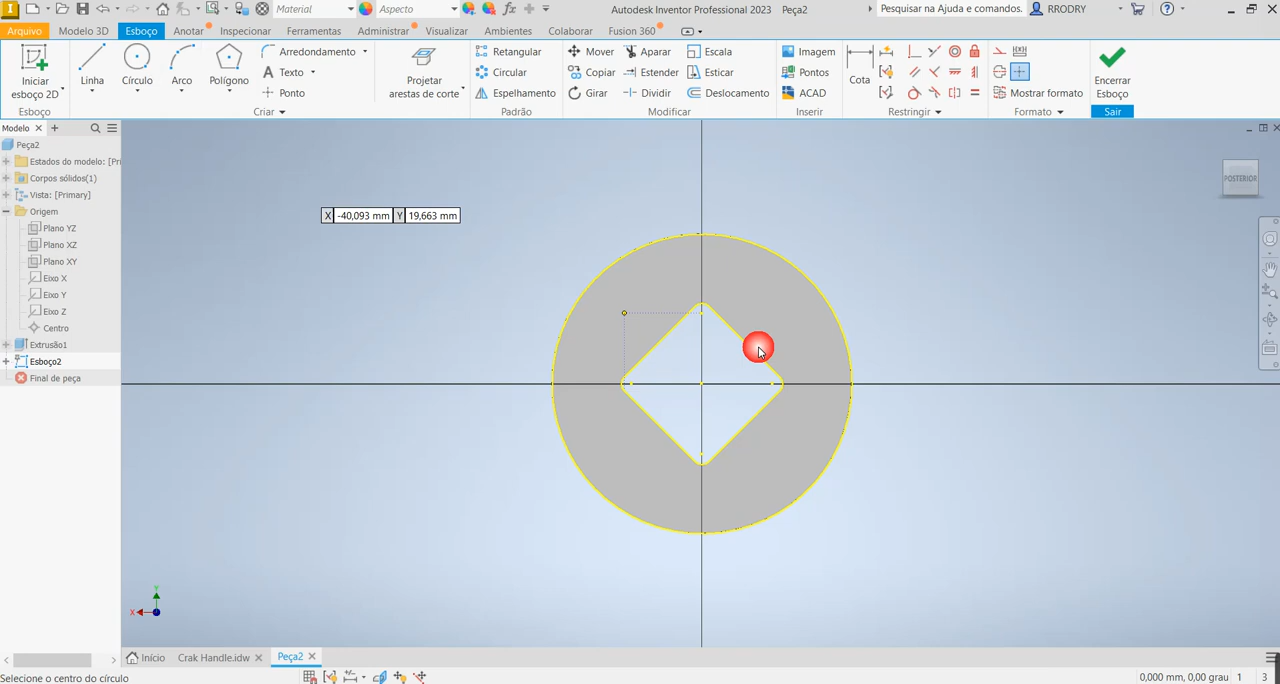 Material
Aspecto
Autodesk Inventor Professional 2023 Peça2
Pesquisar na Ajuda e comandos.
RRODRY
Arquivo
Modelo 3D
Esboço
Anotar
Inspecionar
Ferramentas
Administrar
Visualizar
Ambientes
Colaborar
Fusion 360
Iniciar
esboço 2D
Esboço
Linha
Círculo
Arco
Polígono
Arredondamento
Texto
Ponto
Criar
Projetar
arestas de corte
Retangular
Circular
Espelhamento
Padrão
Mover
Copiar
Girar
Aparar
Estender
Dividir
Escala
Esticar
Deslocamento
Modificar
Imagem
Pontos
ACAD
Inserir
Cota
Restringir
Mostrar formato
Formato
Encerrar
Esboço
Sair
Modelo
Peça2
Estados do modelo: [Pri
Corpos sólidos(1)
Vista: [Primary]
Origem
Plano YZ
Plano XZ
Plano XY
Eixo X
Eixo Y
Eixo Z
Centro
Extrusão1
Esboço2
Final de peça
X -40,093 mm Y 19,663 mm
POSTERIOR
Y
X
Início
Crak Handle.idw
Peça2
Selecione o centro do círculo
0,000 mm, 0,00 grau 1 3